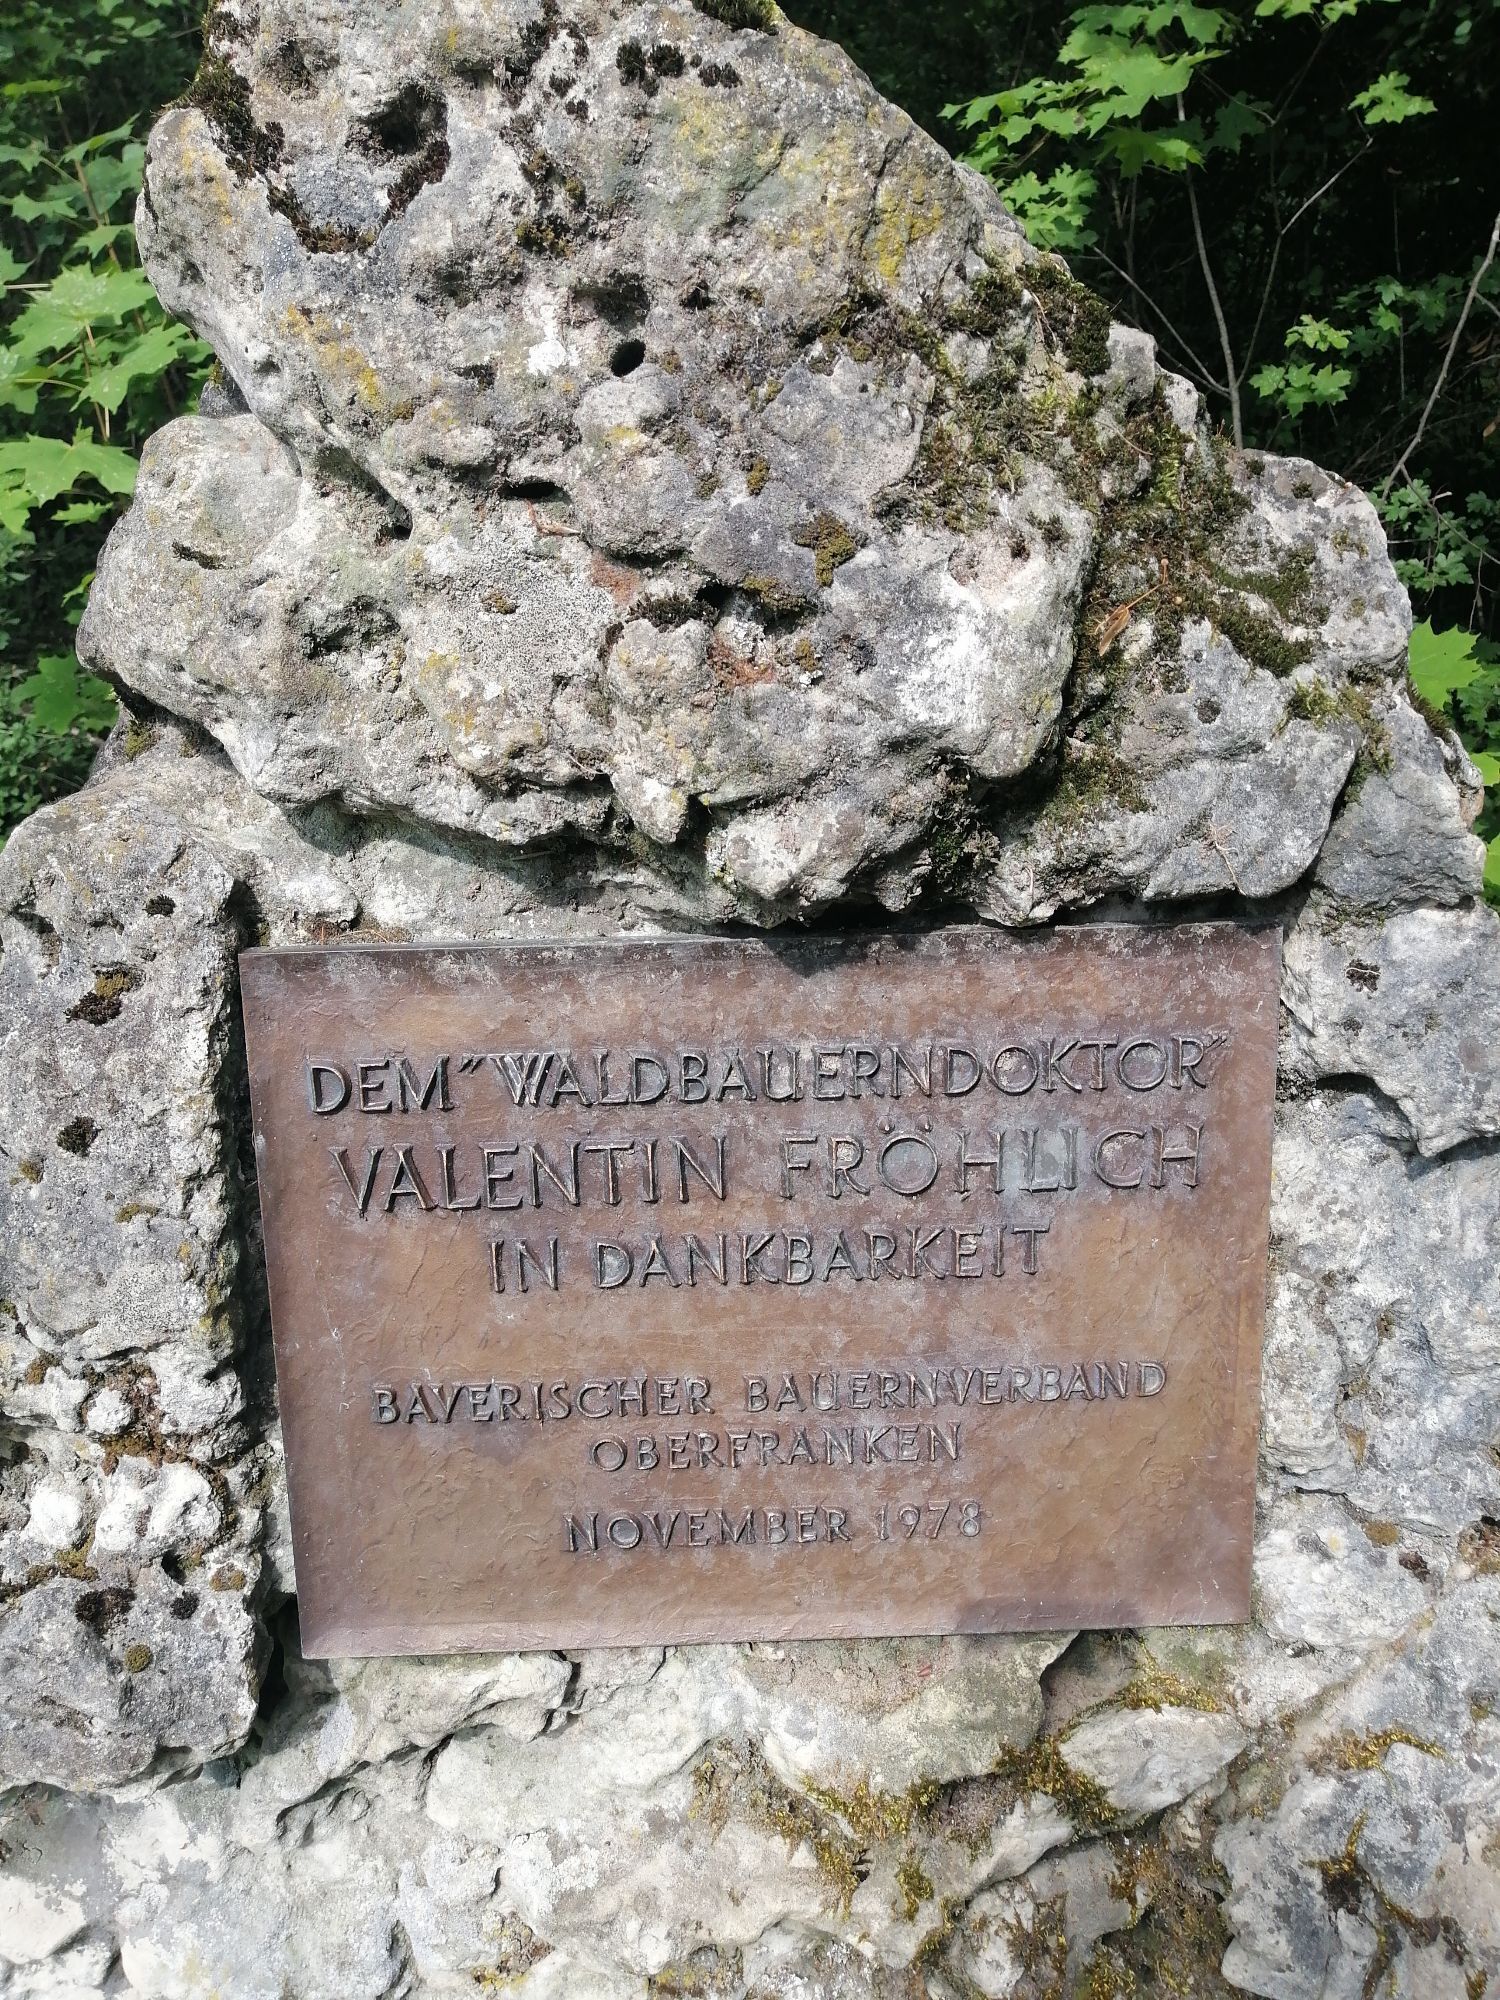 DEM "WALDBAUERNDOKTOR"
VALENTIN FRÖHLICH
IN DANKBARKEIT
BAYERISCHER BAUERNVERBAND
OBERFRANKEN
NOVEMBER 1978